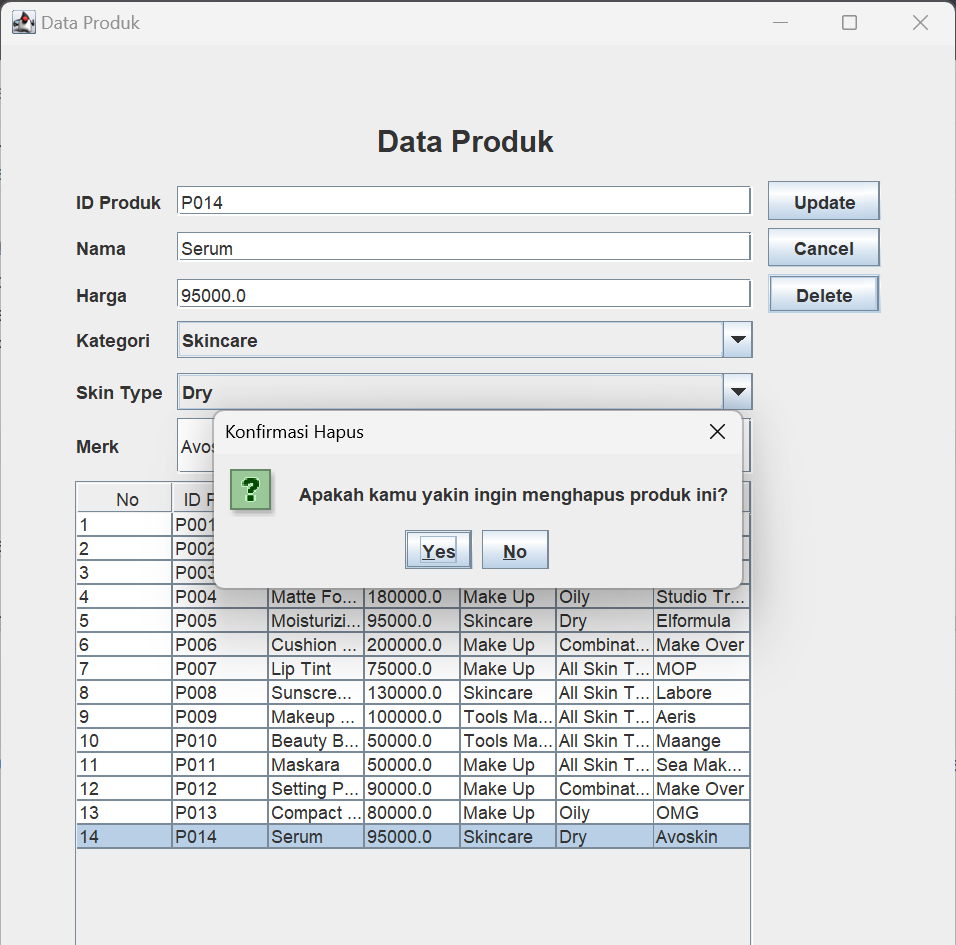 Data Produk
Data Produk
ID Produk P014 Update
Nama Serum Cancel
Harga 95000.0 Delete
Kategori Skincare
Skin Type Dry
Konfirmasi Hapus
Merk
Apakah kamu yakin ingin menghapus produk ini?
Yes No
No ID
1 P001
2 P002
3 P003
4 P004 Matte Fo... 180000.0 Make Up Oily Studio Tr...
5 P005 Moisturizi... 95000.0 Skincare Dry Elformula
6 P006 Cushion ... 200000.0 Make Up Combinat... Make Over
7 P007 Lip Tint 75000.0 Make Up All Skin T... MOP
8 P008 Sunscre... 130000.0 Skincare All Skin T... Labore
9 P009 Makeup ... 100000.0 Tools Ma... All Skin T... Aeris
10 P010 Beauty B... 50000.0 Tools Ma... All Skin T... Maange
11 P011 Maskara 50000.0 Make Up All Skin T... Sea Mak...
12 P012 Setting P... 90000.0 Make Up Combinat... Make Over
13 P013 Compact ... 80000.0 Make Up Oily OMG
14 P014 Serum 95000.0 Skincare Dry Avoskin